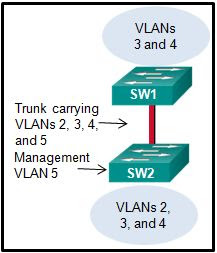 VLANs
3 and 4
SW1
Trunk carrying
VLANs 2, 3, 4,
and 5
Management
VLAN 5
SW2
VLANs 2,
3, and 4